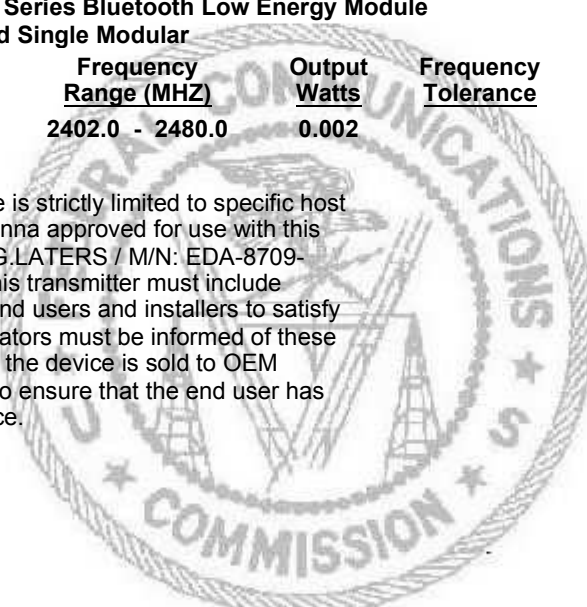 Series Bluetooth Low Energy Module
d Single Modular
Frequency Output Frequency
Range (MHZ) Watts Tolerance
2402.0 - 2480.0 0.002
e is strictly limited to specific host
nna approved for use with this
G.LATERS / M/N: EDA-8709-
his transmitter must include
nd users and installers to satisfy
ators must be informed of these
the device is sold to OEM
o ensure that the end user has
ce.
FEDERAL COMMUNICATIONS COMMISSION
U S